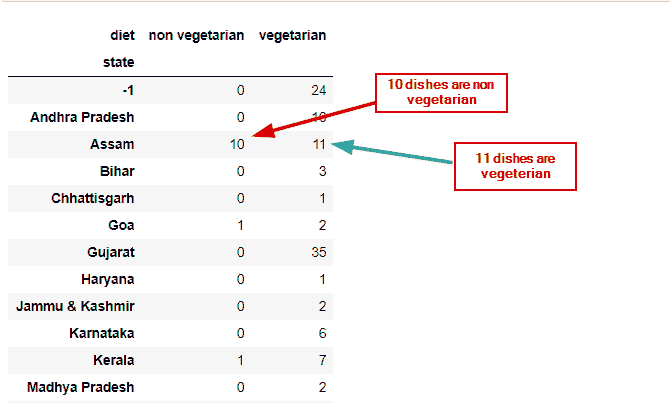 diet non vegetarian vegetarian
state
-1 0 24
10 dishes are non
vegetarian
Andhra Pradesh 0
Assam 10 11
11 dishes are
vegeterian
Bihar 0 3
Chhattisgarh 0 1
Goa 1 2
Gujarat 0 35
Haryana 0 1
Jammu & Kashmir 0 2
Karnataka 0 6
Kerala 1 7
Madhya Pradesh 0 2